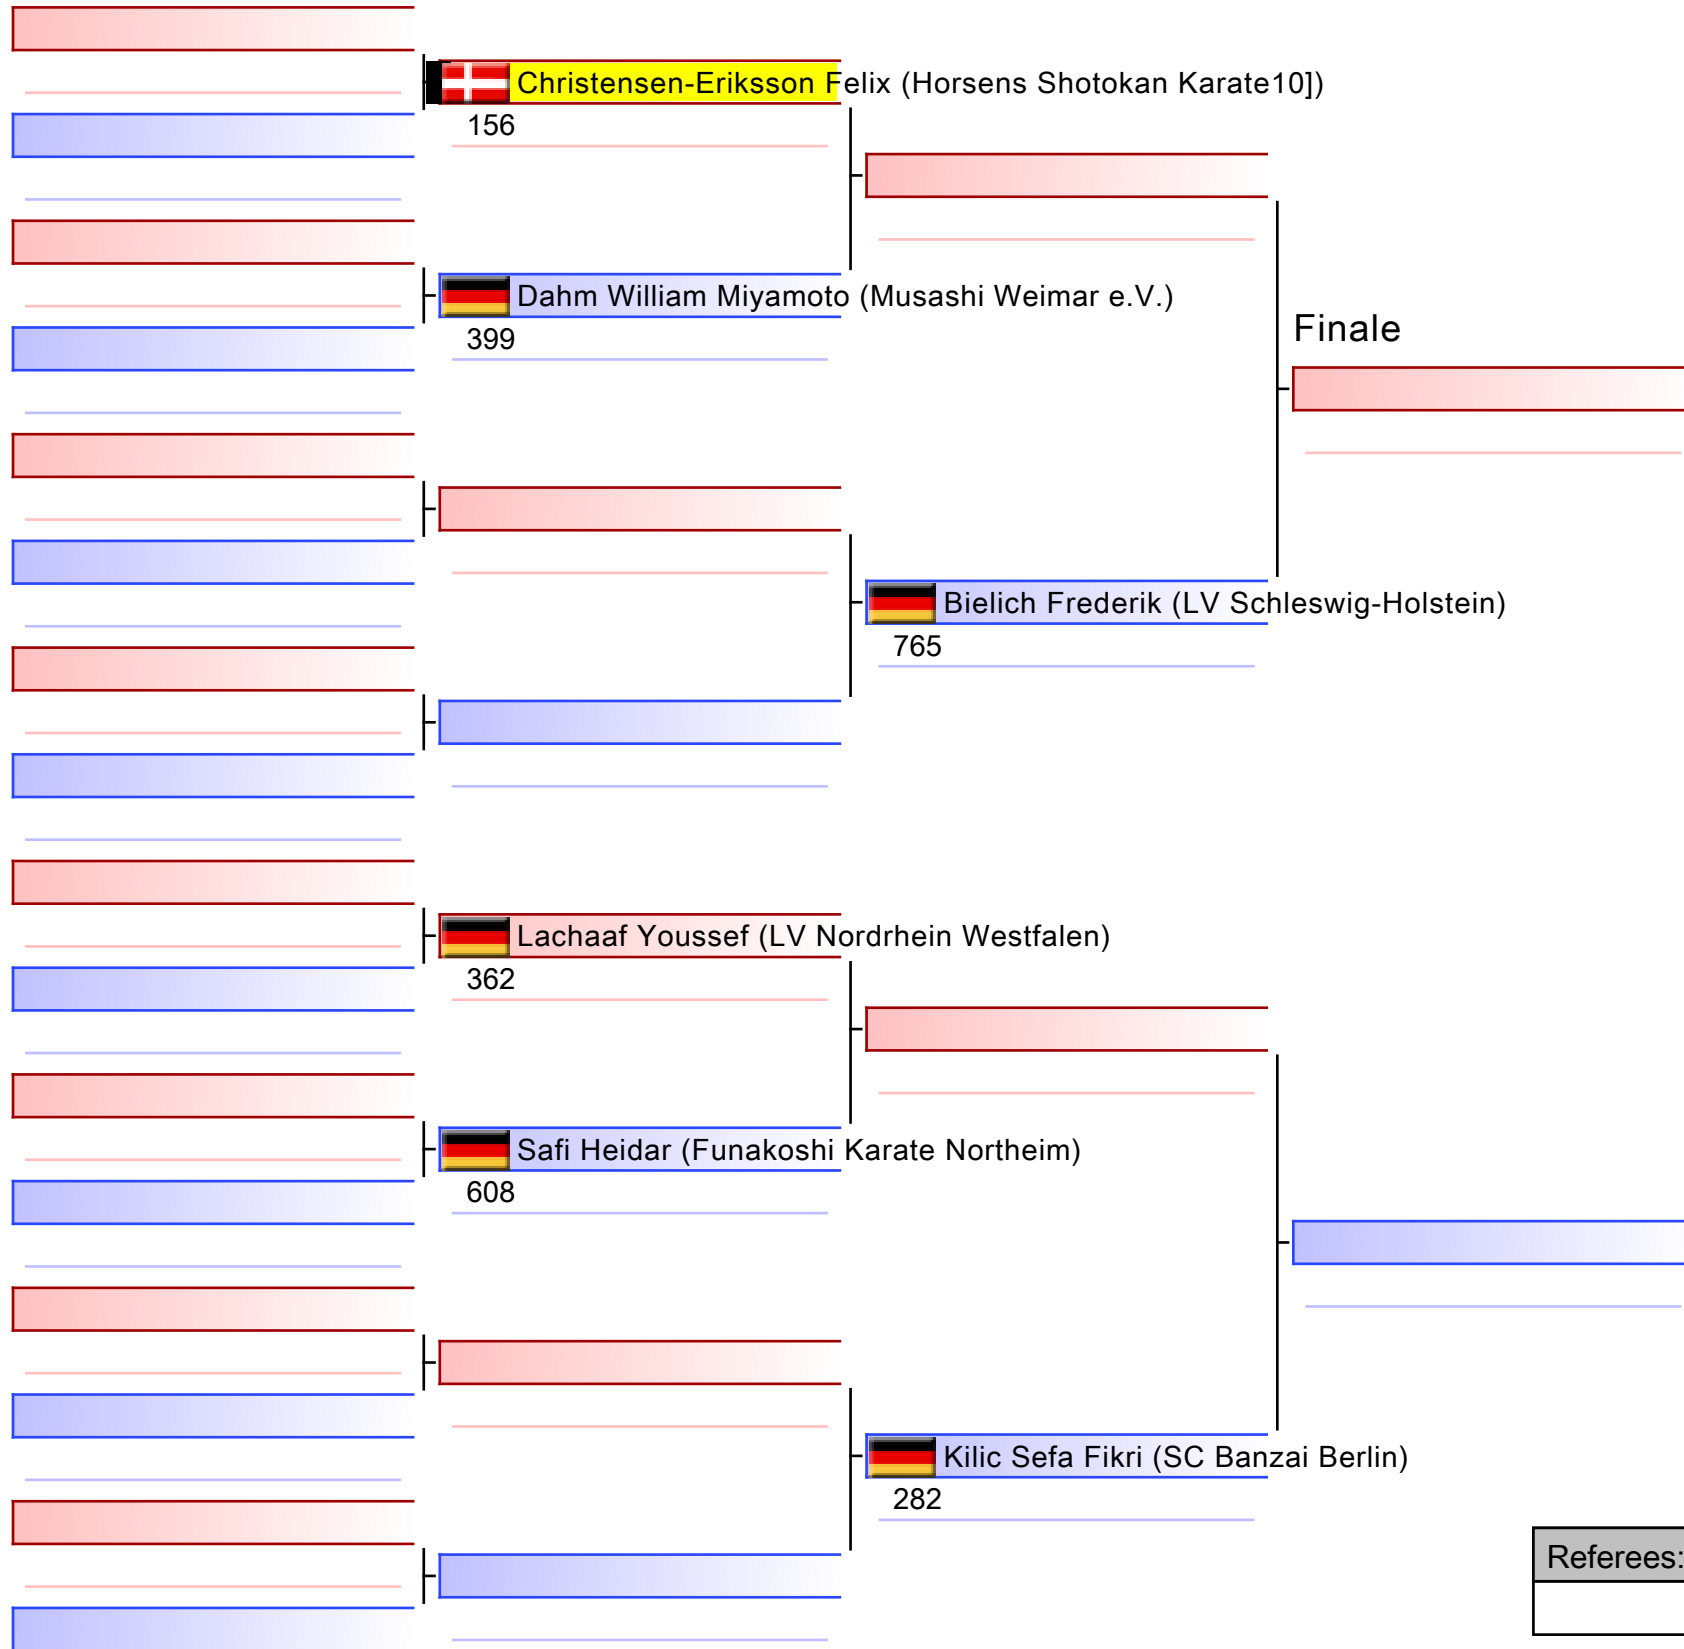 Christensen-Eriksson Felix (Horsens Shotokan Karate10])
156
Dahm William Miyamoto (Musashi Weimar e.V.)
399
Finale
Bielich Frederik (LV Schleswig-Holstein)
765
Lachaaf Youssef (LV Nordrhein Westfalen)
362
Safi Heidar (Funakoshi Karate Northeim)
608
Kilic Sefa Fikri (SC Banzai Berlin)
282
Referees: